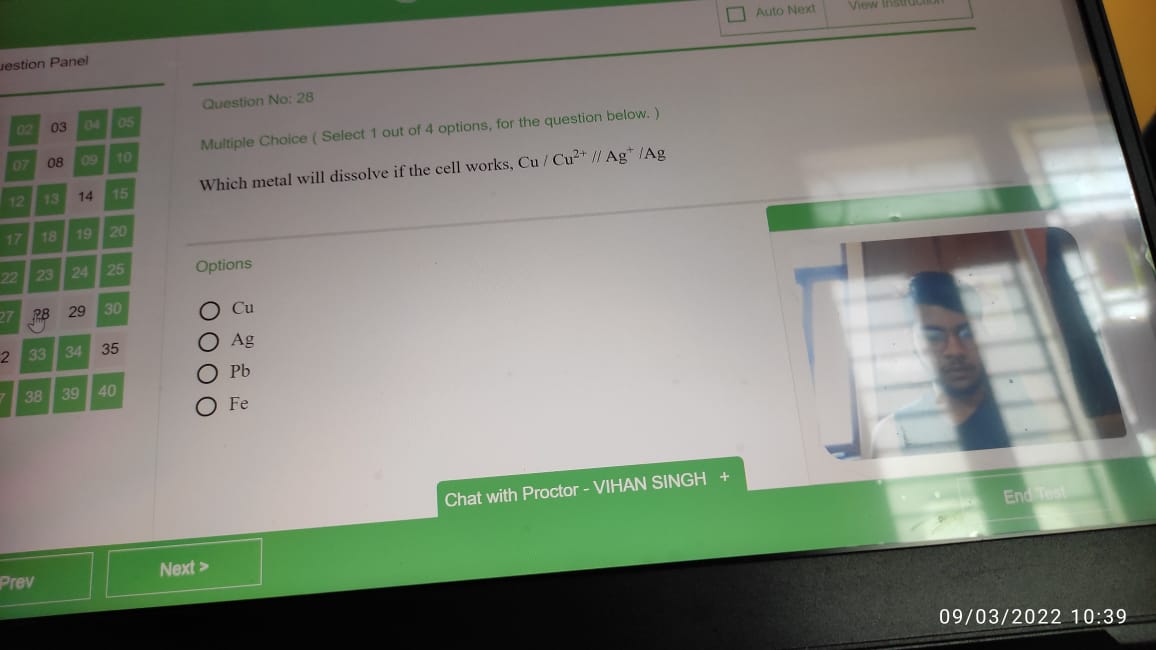 Auto Next
View Instruction
Question Panel
Question No: 28
02 03 04 05
Multiple Choice ( Select 1 out of 4 options, for the question below. )
07 08 09 10
Which metal will dissolve if the cell works, Cu / Cu²⁺ // Ag⁺ /Ag
12 13 14 15
17 18 19 20
22 23 24 25
Options
27 28 29 30
Cu
33 34 35
Ag
38 39 40
Pb
Fe
Chat with Proctor - VIHAN SINGH +
End Test
Prev
Next >
09/03/2022 10:39